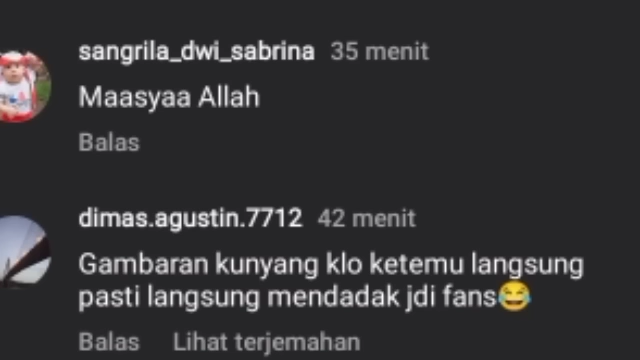 sangrila_dwi_sabrina 35 menit
Maasyaa Allah
Balas
dimas.agustin.7712 42 menit
Gambaran kunyang klo ketemu langsung
pasti langsung mendadak jdi fans😂
Balas Lihat terjemahan